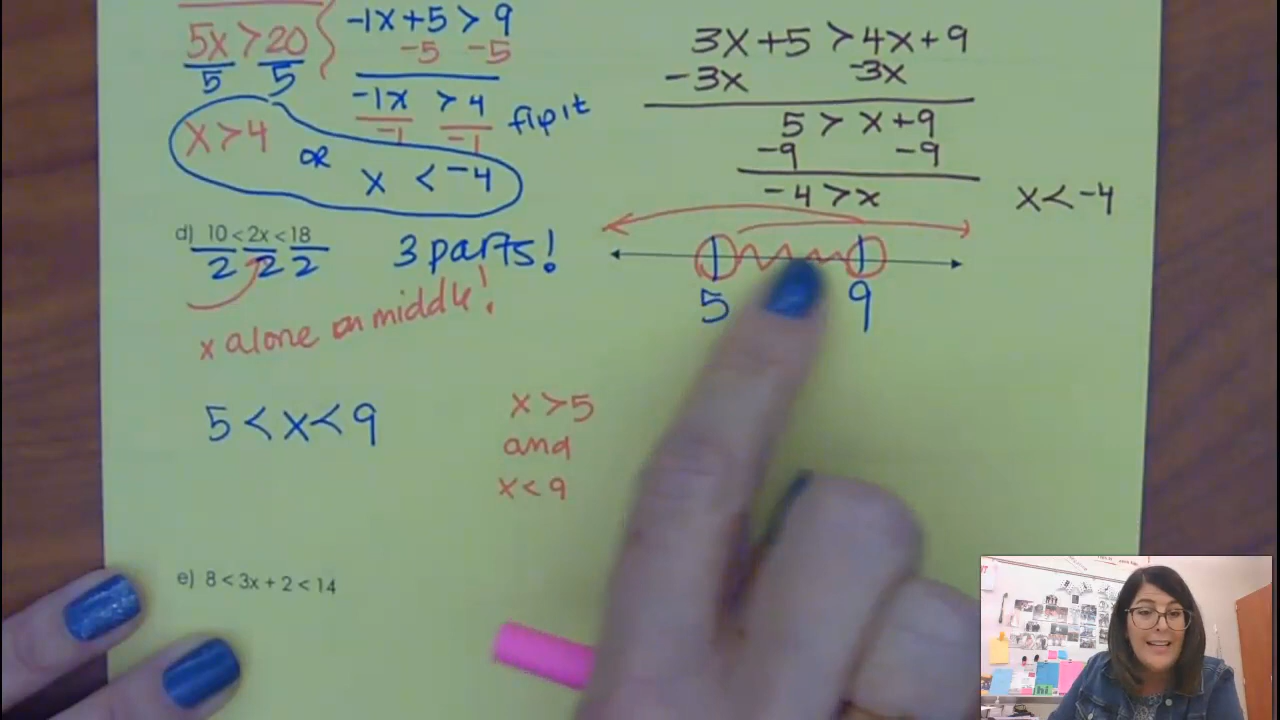 5x > 20
5 5
x > 4
OR
-1x + 5 > 9
-5 -5
-1x > 4
-1 -1
flip it
x < -4
d) 10 < 2x < 18
2 2 2
3 parts!
x alone in middle!
5 < x < 9
x > 5
and
x < 9
e) 8 < 3x + 2 < 14
3x + 5 > 4x + 9
-3x -3x
5 > x + 9
-9 -9
-4 > x
x < -4
5 9
hi